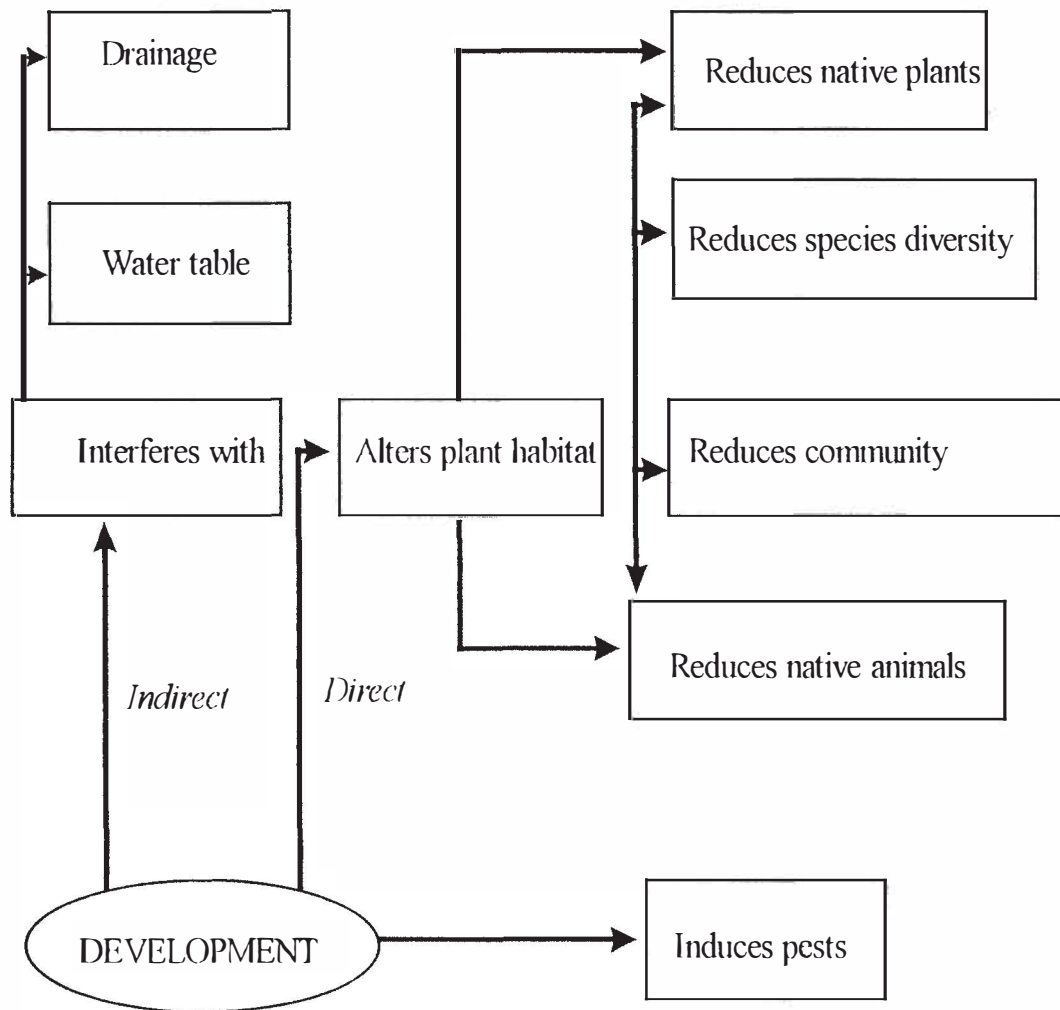 Drainage
Reduces native plants
Water table
Reduces species diversity
Interferes with
Alters plant habitat
Reduces community
Reduces native animals
Indirect
Direct
DEVELOPMENT
Induces pests